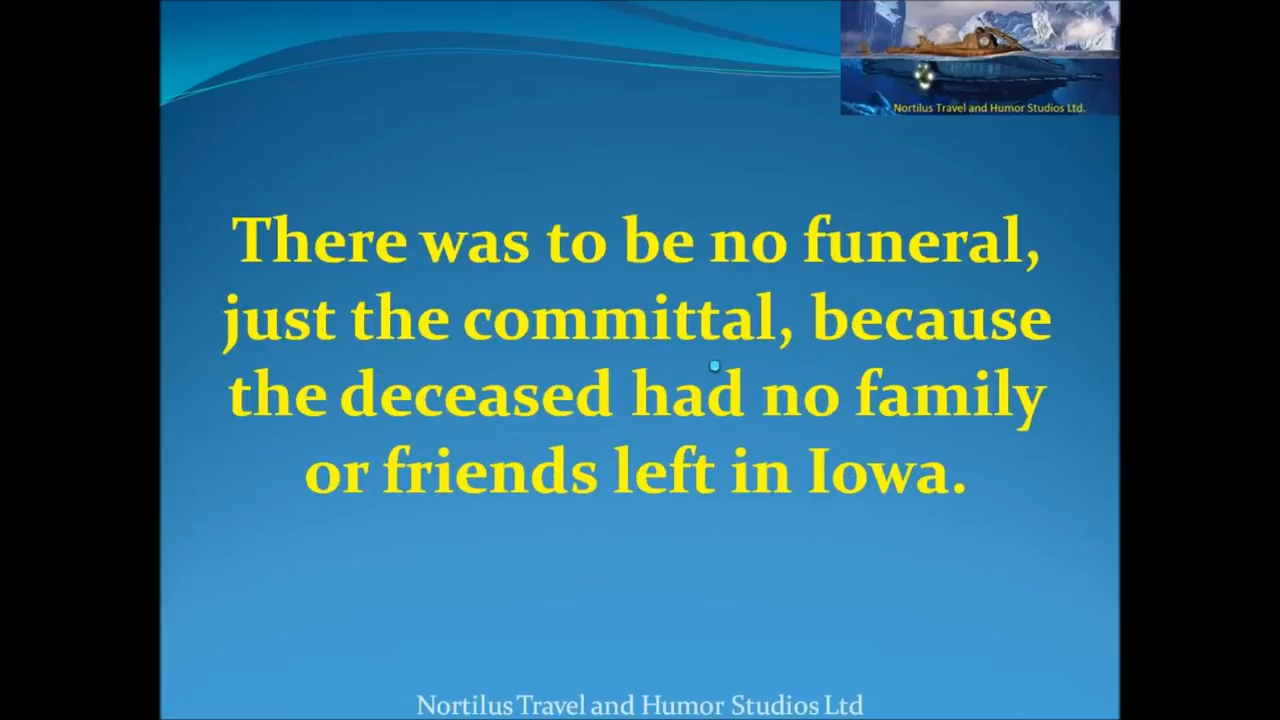 Nortilus Travel and Humor Studios Ltd.
There was to be no funeral,
just the committal, because
the deceased had no family
or friends left in Iowa.
Nortilus Travel and Humor Studios Ltd